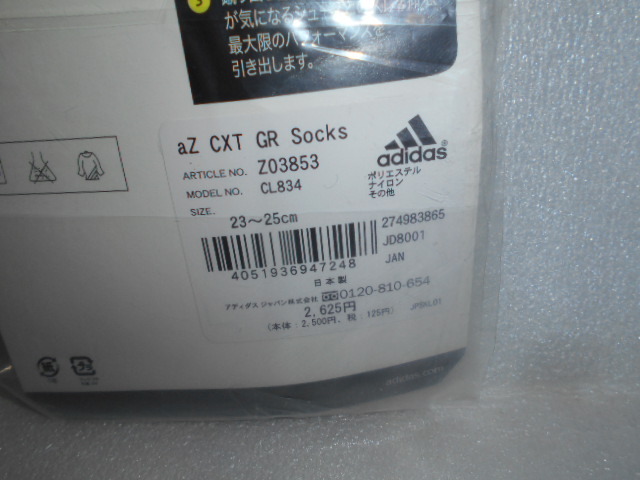 が気になるシュー
最大限のパフォーマンスを
引き出します。
aZ CXT GR Socks
adidas
ARTICLE NO. Z03853
MODEL NO. CL834
SIZE.
ポリエステル
ナイロン
その他
23～25cm
274983865
JD8001
JAN
4051936947248
日本製
アディダス ジャパン株式会社 0120-810-654
2,625円
(本体：2,500円、税 125円) JPSKL01
adidas.com